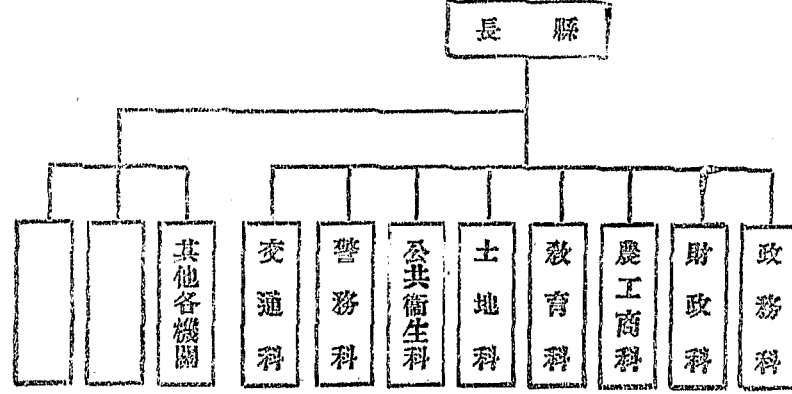 縣長
政務科
財政科
農工商科
教育科
土地科
公共衞生科
警務科
交通科
其他各機關